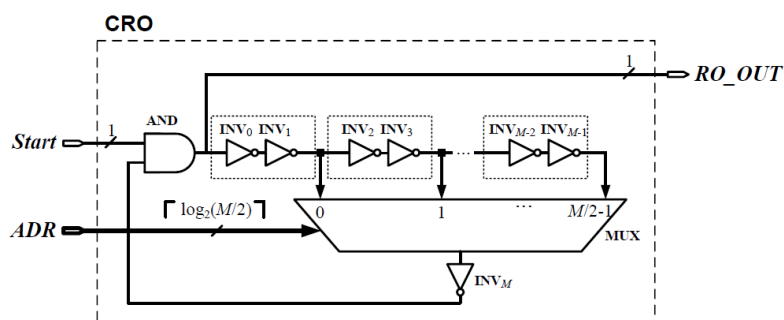 CRO
1
RO_OUT
AND
INV0 INV1
INV2 INV3
INVM-2 INVM-1
Start
1
...
⌈log2(M/2)⌉
0
1
...
M/2-1
ADR
MUX
INVM